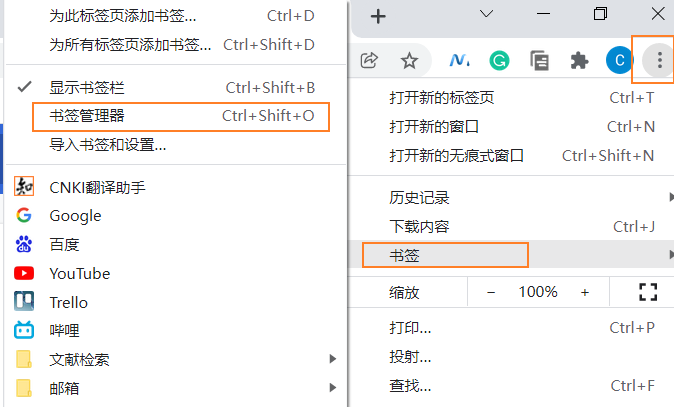 为此标签页添加书签... Ctrl+D
为所有标签页添加书签... Ctrl+Shift+D
显示书签栏 Ctrl+Shift+B
书签管理器 Ctrl+Shift+O
导入书签和设置...
知 CNKI翻译助手
Google
百度
YouTube
Trello
哔哩
文献检索
邮箱
C
打开新的标签页 Ctrl+T
打开新的窗口 Ctrl+N
打开新的无痕式窗口 Ctrl+Shift+N
历史记录
下载内容 Ctrl+J
书签
缩放 − 100% +
打印... Ctrl+P
投射...
查找... Ctrl+F